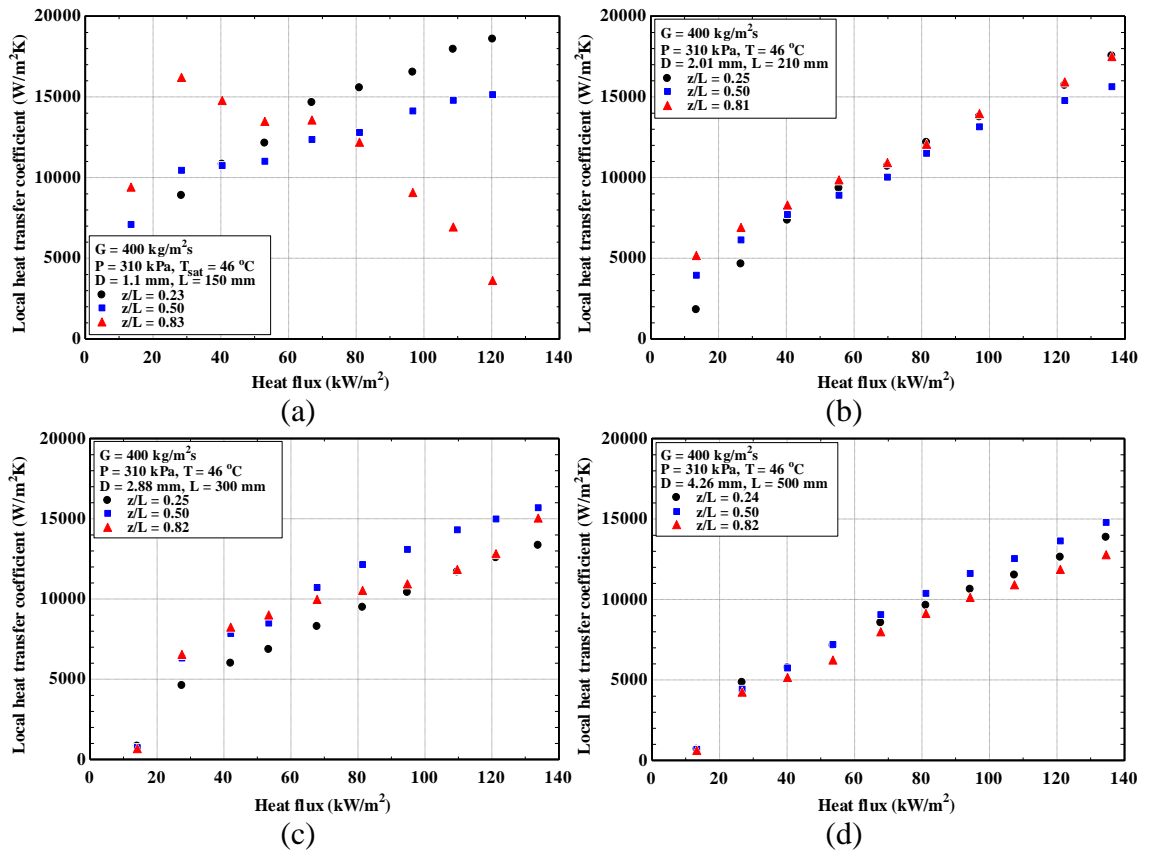 20000
15000
10000
5000
0
Local heat transfer coefficient (W/m²K)
G = 400 kg/m²s
P = 310 kPa, T_sat = 46 °C
D = 1.1 mm, L = 150 mm
z/L = 0.23
z/L = 0.50
z/L = 0.83
0 20 40 60 80 100 120 140
Heat flux (kW/m²)
(a)
20000
15000
10000
5000
0
Local heat transfer coefficient (W/m²K)
G = 400 kg/m²s
P = 310 kPa, T = 46 °C
D = 2.01 mm, L = 210 mm
z/L = 0.25
z/L = 0.50
z/L = 0.81
0 20 40 60 80 100 120 140
Heat flux (kW/m²)
(b)
20000
15000
10000
5000
0
Local heat transfer coefficient (W/m²K)
G = 400 kg/m²s
P = 310 kPa, T = 46 °C
D = 2.88 mm, L = 300 mm
z/L = 0.25
z/L = 0.50
z/L = 0.82
0 20 40 60 80 100 120 140
Heat flux (kW/m²)
(c)
20000
15000
10000
5000
0
Local heat transfer coefficient (W/m²K)
G = 400 kg/m²s
P = 310 kPa, T = 46 °C
D = 4.26 mm, L = 500 mm
z/L = 0.24
z/L = 0.50
z/L = 0.82
0 20 40 60 80 100 120 140
Heat flux (kW/m²)
(d)